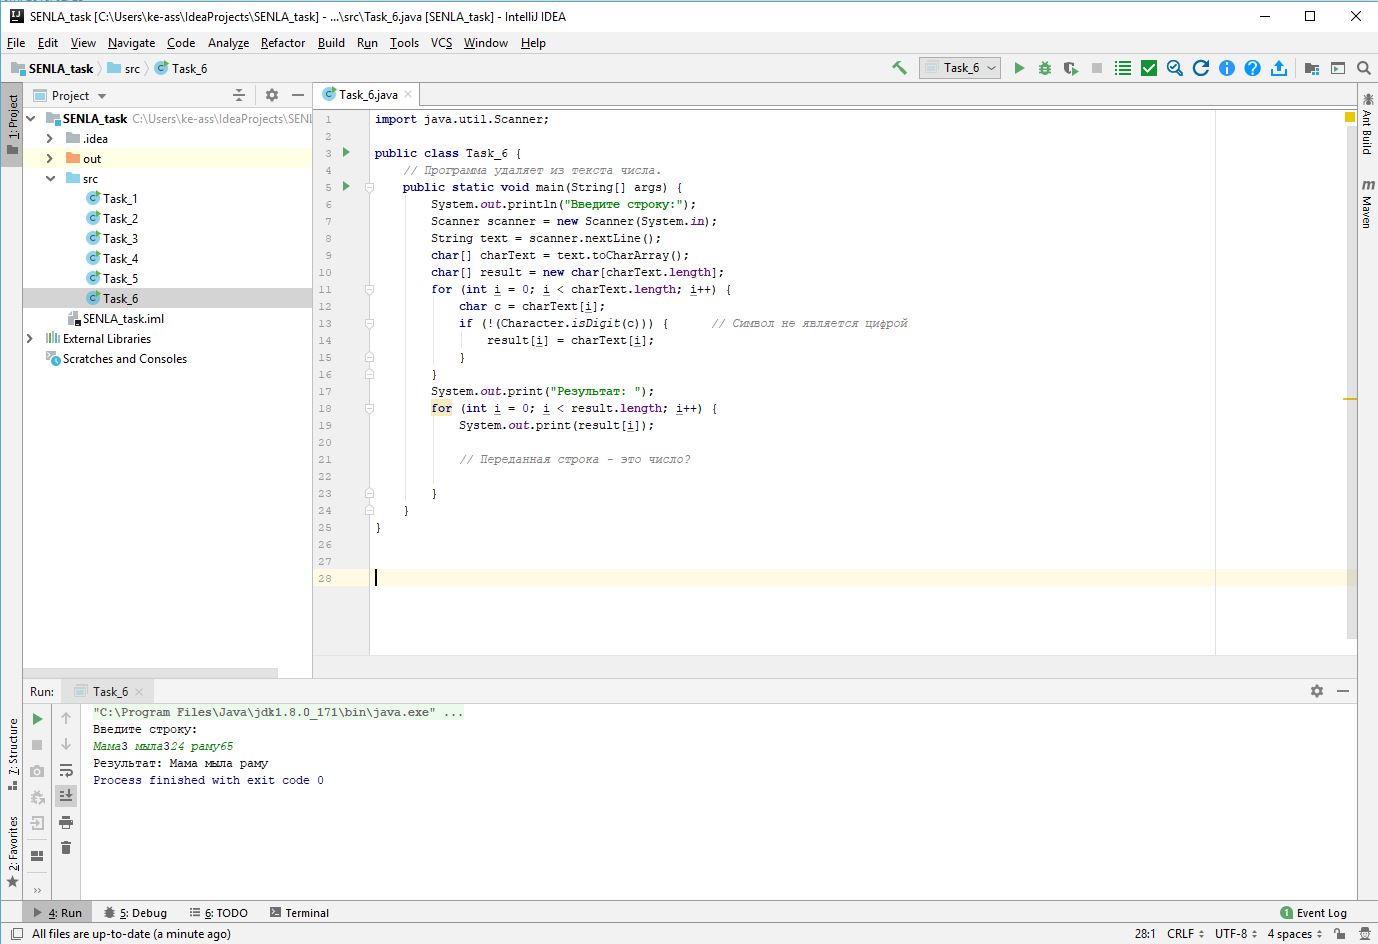 SENLA_task [C:\Users\ke-ass\IdeaProjects\SENLA_task] - ...\src\Task_6.java [SENLA_task] - IntelliJ IDEA
File Edit View Navigate Code Analyze Refactor Build Run Tools VCS Window Help
SENLA_task src Task_6 Task_6
1: Project
Project
SENLA_task C:\Users\ke-ass\IdeaProjects\SENL
.idea
out
src
Task_1
Task_2
Task_3
Task_4
Task_5
Task_6
SENLA_task.iml
External Libraries
Scratches and Consoles
Task_6.java
1 import java.util.Scanner;
2
3 public class Task_6 {
4 // Программа удаляет из текста числа.
5 public static void main(String[] args) {
6 System.out.println("Введите строку:");
7 Scanner scanner = new Scanner(System.in);
8 String text = scanner.nextLine();
9 char[] charText = text.toCharArray();
10 char[] result = new char[charText.length];
11 for (int i = 0; i < charText.length; i++) {
12 char c = charText[i];
13 if (!(Character.isDigit(c))) { // Символ не является цифрой
14 result[i] = charText[i];
15 }
16 }
17 System.out.print("Результат: ");
18 for (int i = 0; i < result.length; i++) {
19 System.out.print(result[i]);
20
21 // Переданная строка - это число?
22
23 }
24 }
25 }
26
27
28
Ant Build
m Maven
Run: Task_6
"C:\Program Files\Java\jdk1.8.0_171\bin\java.exe" ...
Введите строку:
Мама3 мыла324 раму65
Результат: Мама мыла раму
Process finished with exit code 0
7: Structure
2: Favorites
4: Run 5: Debug 6: TODO Terminal 1 Event Log
All files are up-to-date (a minute ago) 28:1 CRLF UTF-8 4 spaces